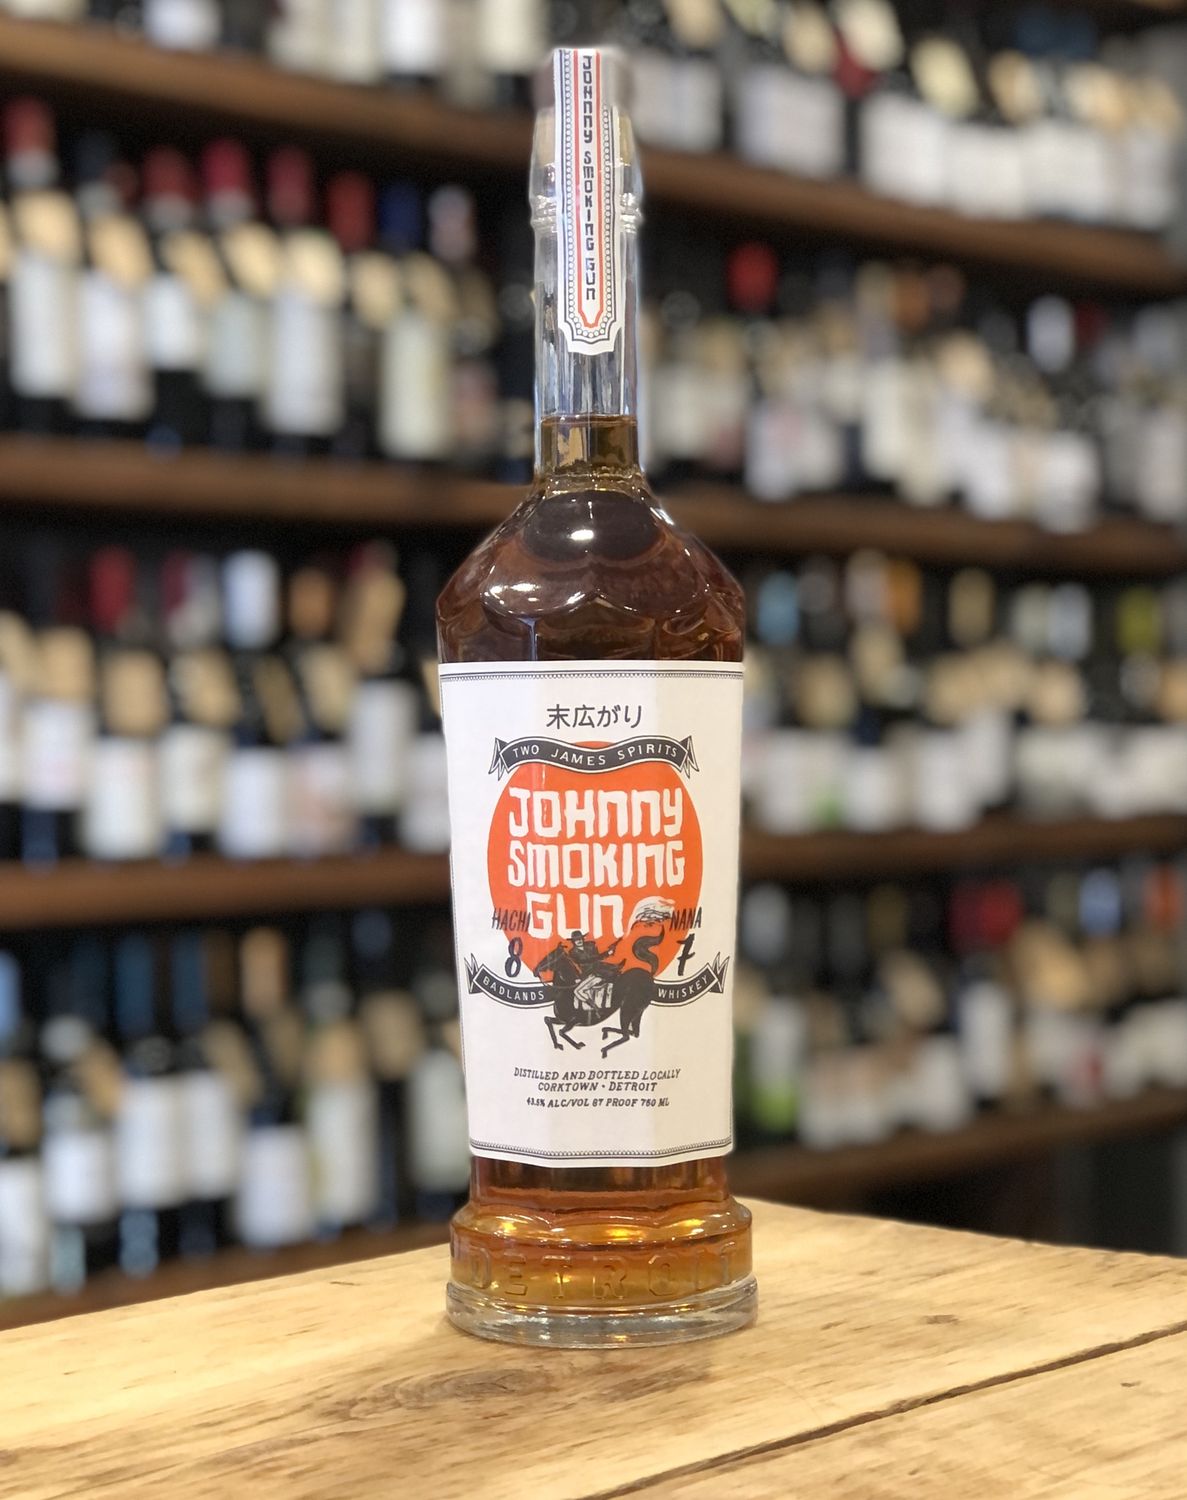 JOHNNY SMOKING GUN
末広がり
TWO JAMES SPIRITS
JOHNNY
SMOKING
GUN
HACHI NANA
8 7
BADLANDS WHISKEY
DISTILLED AND BOTTLED LOCALLY
CORKTOWN • DETROIT
43.5% ALC/VOL 87 PROOF 750 ML
DETROIT